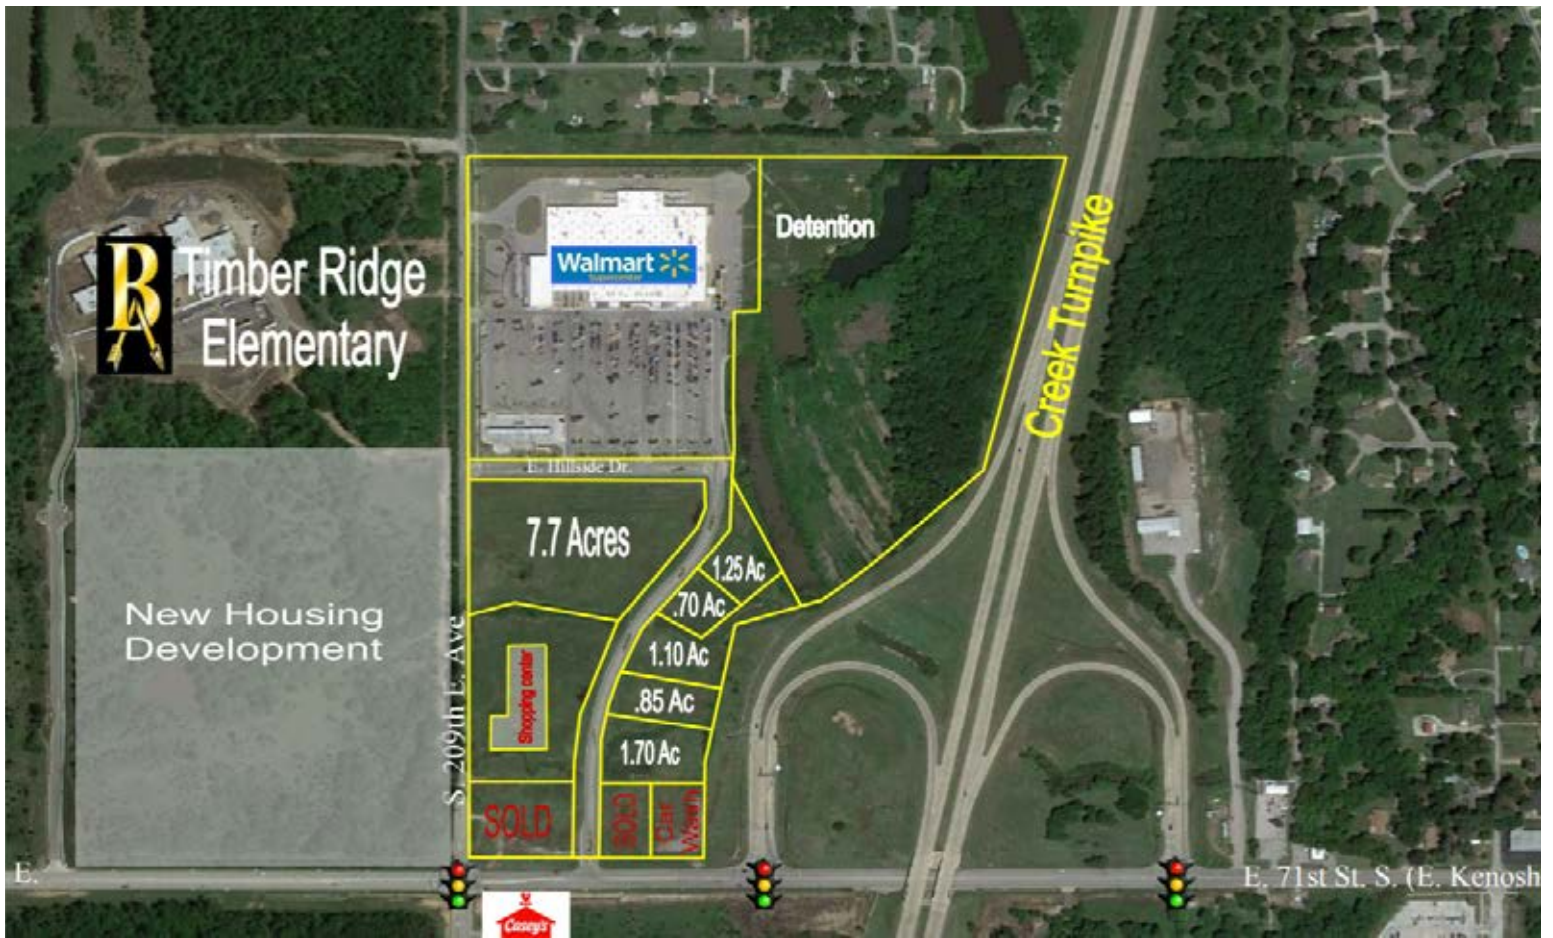 Detention
Walmart
Supercenter
B
Timber Ridge
Elementary
Creek Turnpike
E. Hillside Dr.
7.7 Acres
1.25 Ac
.70 Ac
New Housing
Development
S. 209th E. Ave
1.10 Ac
Shopping center
.85 Ac
1.70 Ac
SOLD
SOLD
Car
Wash
E.
E. 71st St. S. (E. Kenosh
Casey's